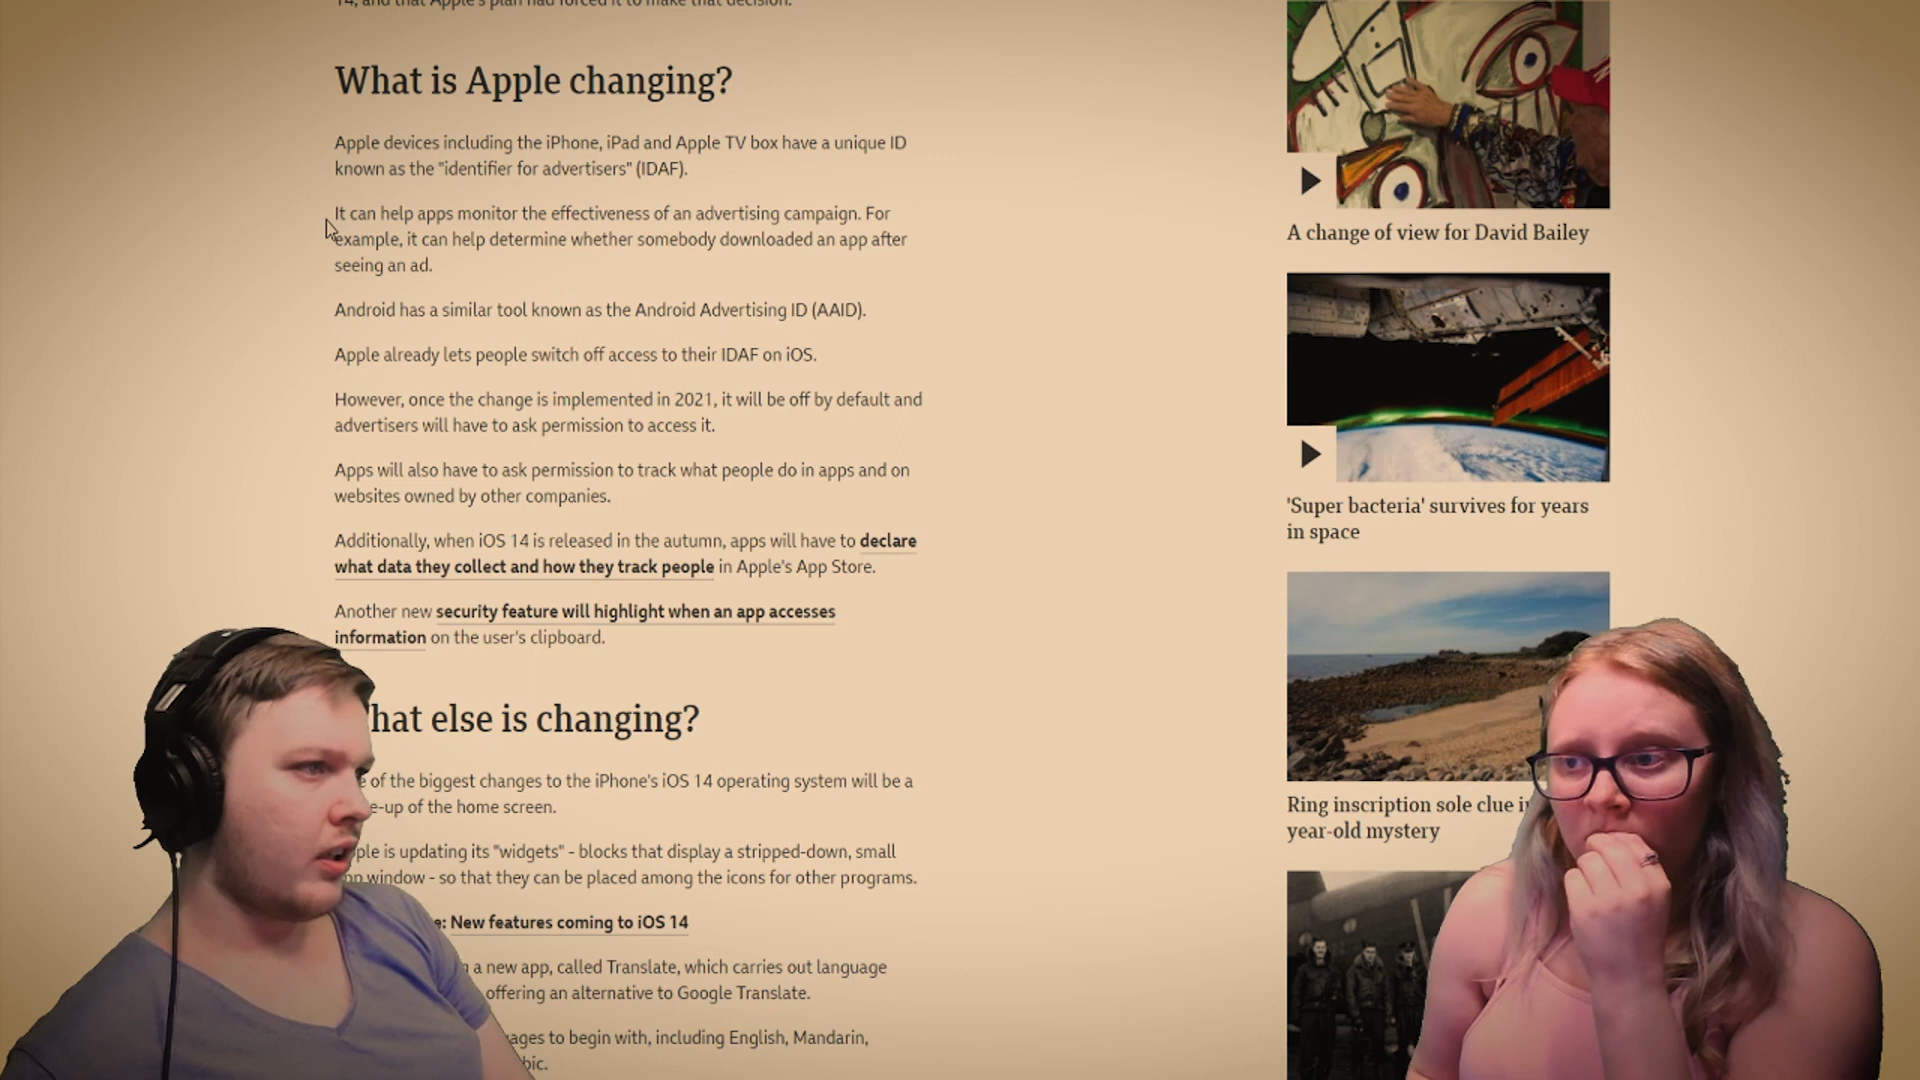 14, and that Apple's plan had forced it to make that decision.
What is Apple changing?
Apple devices including the iPhone, iPad and Apple TV box have a unique ID
known as the "identifier for advertisers" (IDAF).
It can help apps monitor the effectiveness of an advertising campaign. For
example, it can help determine whether somebody downloaded an app after
seeing an ad.
Android has a similar tool known as the Android Advertising ID (AAID).
Apple already lets people switch off access to their IDAF on iOS.
However, once the change is implemented in 2021, it will be off by default and
advertisers will have to ask permission to access it.
Apps will also have to ask permission to track what people do in apps and on
websites owned by other companies.
Additionally, when iOS 14 is released in the autumn, apps will have to declare
what data they collect and how they track people in Apple's App Store.
Another new security feature will highlight when an app accesses
information on the user's clipboard.
hat else is changing?
of the biggest changes to the iPhone's iOS 14 operating system will be a
e-up of the home screen.
ple is updating its "widgets" - blocks that display a stripped-down, small
window - so that they can be placed among the icons for other programs.
e: New features coming to iOS 14
a new app, called Translate, which carries out language
offering an alternative to Google Translate.
ages to begin with, including English, Mandarin,
bic.
A change of view for David Bailey
'Super bacteria' survives for years
in space
Ring inscription sole clue
year-old mystery